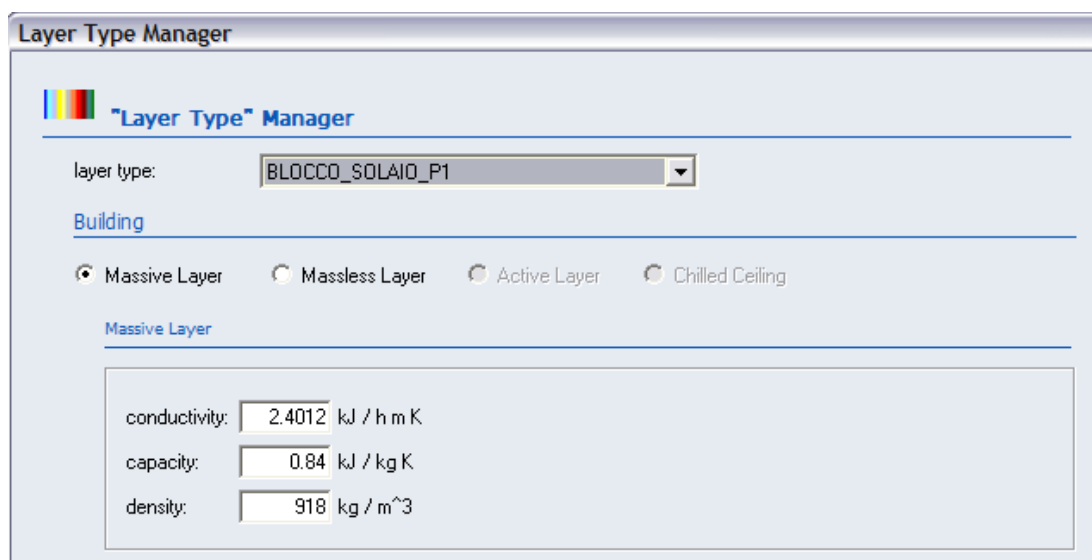 Layer Type Manager
"Layer Type" Manager
layer type: BLOCCO_SOLAIO_P1
Building
Massive Layer Massless Layer Active Layer Chilled Ceiling
Massive Layer
conductivity: 2.4012 kJ / h m K
capacity: 0.84 kJ / kg K
density: 918 kg / m^3